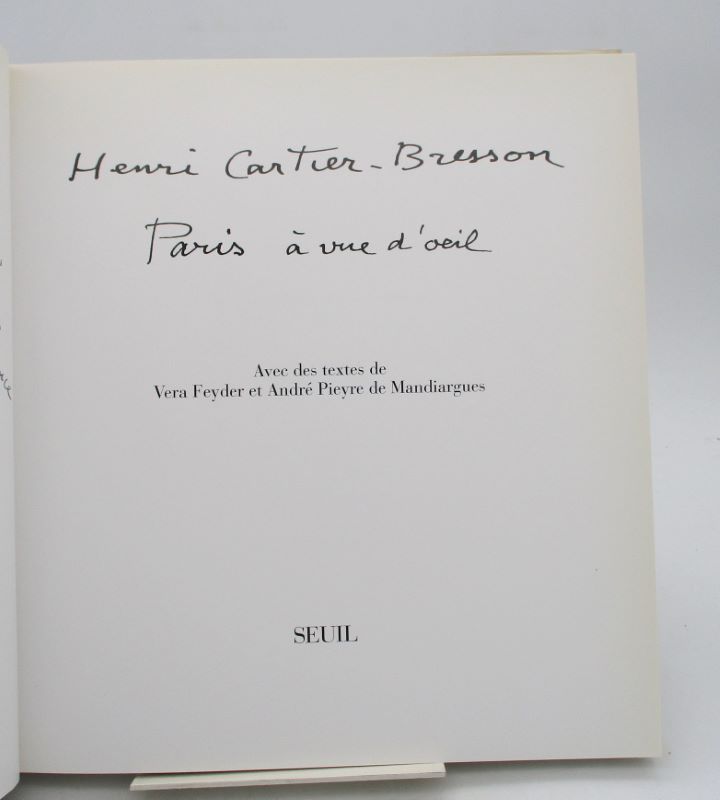 Henri Cartier-Bresson
Paris à vue d'oeil
Avec des textes de
Vera Feyder et André Pieyre de Mandiargues
SEUIL